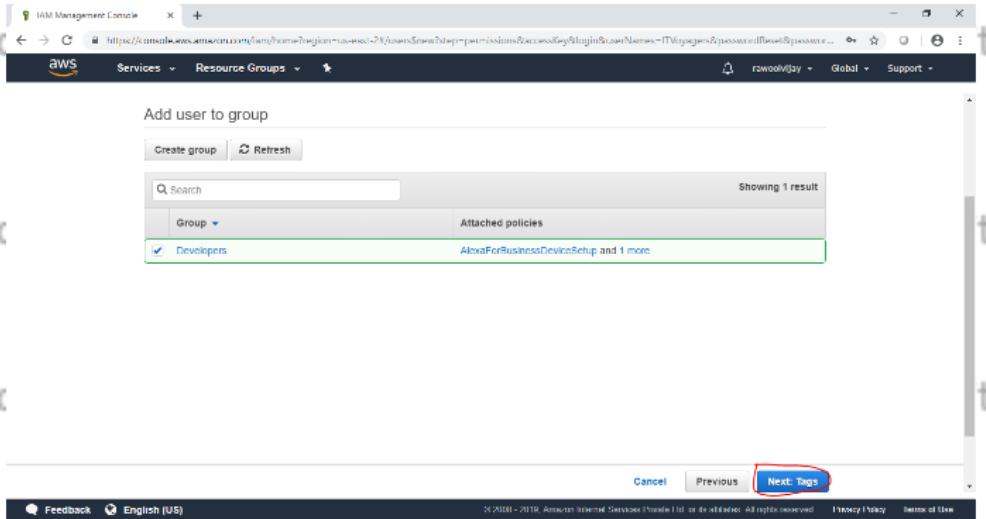 IAM Management Console
https://console.aws.amazon.com/iam/home?region=us-east-2#/users$new?step=permissions&accessKey&login&userNames=ITVoyagers&passwordReset&passwor...
aws Services Resource Groups rawoolvijay Global Support
Add user to group
Create group Refresh
Search Showing 1 result
Group Attached policies
Developers AlexaForBusinessDeviceSetup and 1 more
Cancel Previous Next: Tags
Feedback English (US) © 2008 - 2019, Amazon Internet Services Private Ltd. or its affiliates. All rights reserved. Privacy Policy Terms of Use